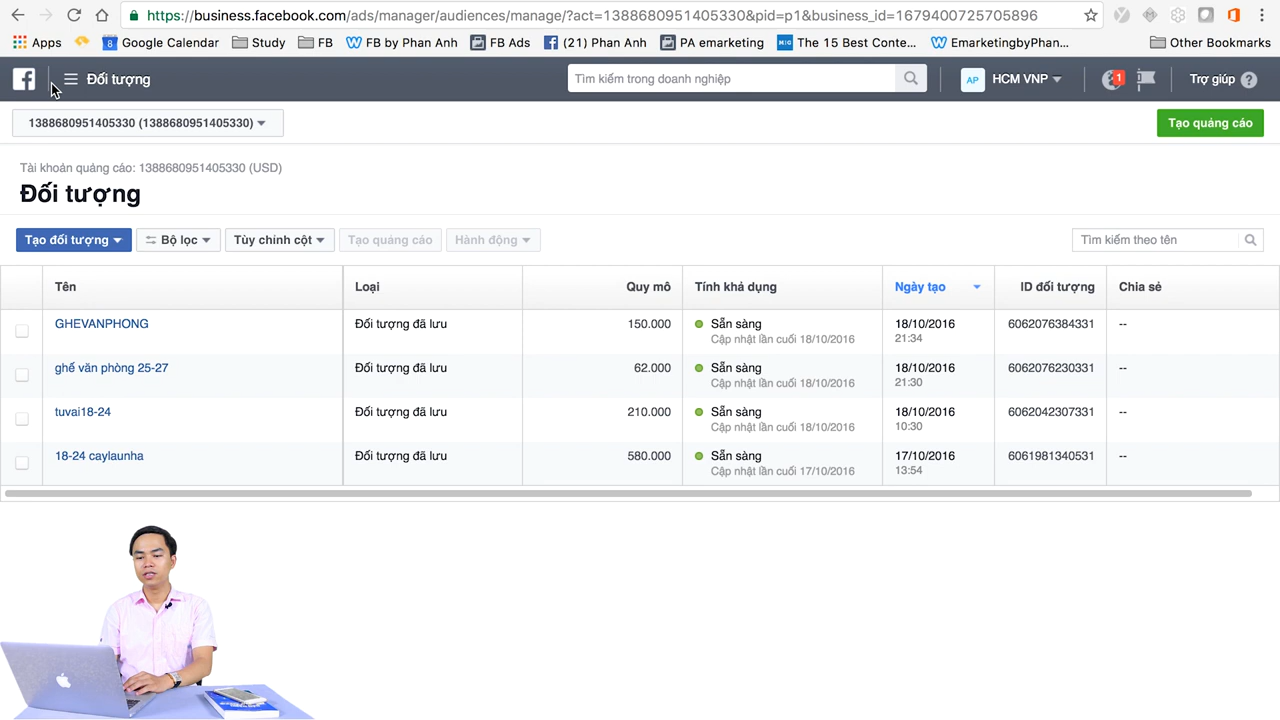 https://business.facebook.com/ads/manager/audiences/manage/?act=1388680951405330&pid=p1&business_id=1679400725705896
Apps
8 Google Calendar
Study
FB
FB by Phan Anh
FB Ads
(21) Phan Anh
PA emarketing
The 15 Best Conte...
EmarketingbyPhan...
Other Bookmarks
Đối tượng
Tìm kiếm trong doanh nghiệp
AP
HCM VNP
1
Trợ giúp ?
1388680951405330 (1388680951405330)
Tạo quảng cáo
Tài khoản quảng cáo: 1388680951405330 (USD)
Đối tượng
Tạo đối tượng
Bộ lọc
Tùy chỉnh cột
Tạo quảng cáo
Hành động
Tìm kiếm theo tên
Tên Loại Quy mô Tính khả dụng Ngày tạo ID đối tượng Chia sẻ
GHEVANPHONG Đối tượng đã lưu 150.000 Sẵn sàng 18/10/2016 6062076384331 --
Cập nhật lần cuối 18/10/2016 21:34
ghế văn phòng 25-27 Đối tượng đã lưu 62.000 Sẵn sàng 18/10/2016 6062076230331 --
Cập nhật lần cuối 18/10/2016 21:30
tuvai18-24 Đối tượng đã lưu 210.000 Sẵn sàng 18/10/2016 6062042307331 --
Cập nhật lần cuối 18/10/2016 10:30
18-24 caylaunha Đối tượng đã lưu 580.000 Sẵn sàng 17/10/2016 6061981340531 --
Cập nhật lần cuối 17/10/2016 13:54